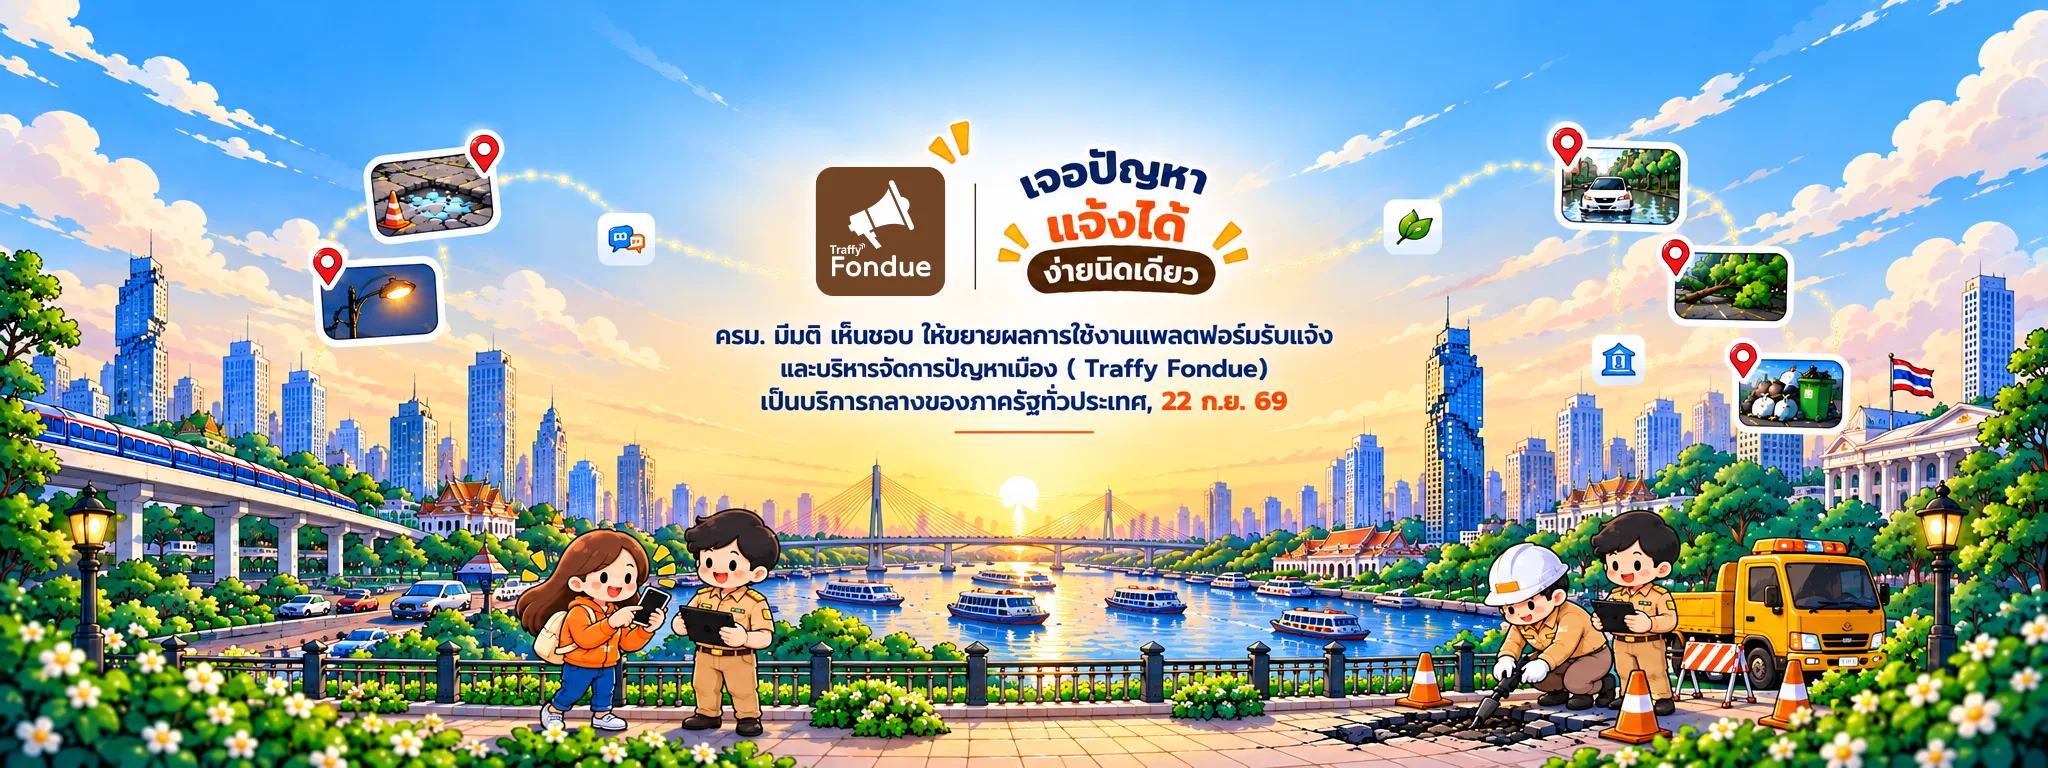 Traffy
Fondue
เจอปัญหา
แจ้งได้
ง่ายนิดเดียว
ครม. มีมติ เห็นชอบ ให้ขยายผลการใช้งานแพลตฟอร์มรับแจ้ง
และบริหารจัดการปัญหาเมือง ( Traffy Fondue)
เป็นบริการกลางของภาครัฐทั่วประเทศ, 22 ก.ย. 69